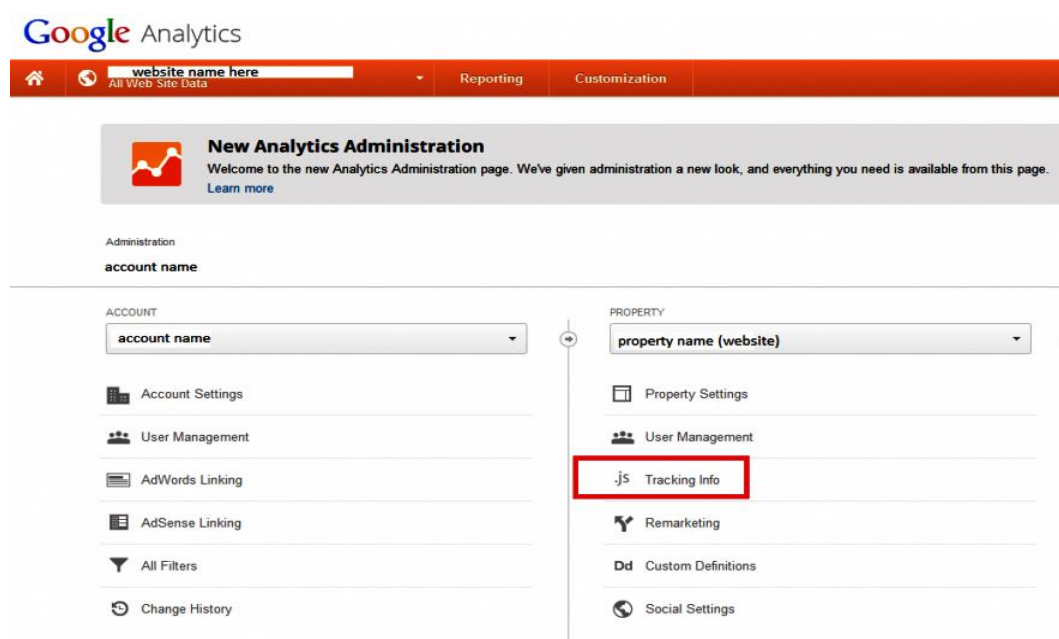 Google Analytics
website name here
All Web Site Data
Reporting
Customization
New Analytics Administration
Welcome to the new Analytics Administration page. We've given administration a new look, and everything you need is available from this page.
Learn more
Administration
account name
ACCOUNT
account name
Account Settings
User Management
AdWords Linking
AdSense Linking
All Filters
Change History
PROPERTY
property name (website)
Property Settings
User Management
.js Tracking Info
Remarketing
Dd Custom Definitions
Social Settings